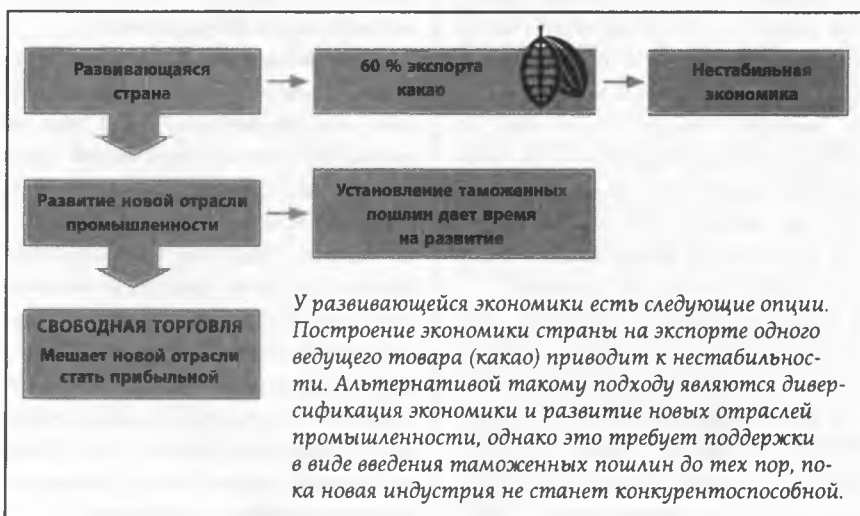 Развивающаяся
страна
60 % экспорта
какао
Нестабильная
экономика
Развитие новой отрасли
промышленности
Установление таможенных
пошлин дает время
на развитие
СВОБОДНАЯ ТОРГОВЛЯ
Мешает новой отрасли
стать прибыльной
У развивающейся экономики есть следующие опции.
Построение экономики страны на экспорте одного
ведущего товара (какао) приводит к нестабильнос-
ти. Альтернативой такому подходу являются дивер-
сификация экономики и развитие новых отраслей
промышленности, однако это требует поддержки
в виде введения таможенных пошлин до тех пор, по-
ка новая индустрия не станет конкурентоспособной.